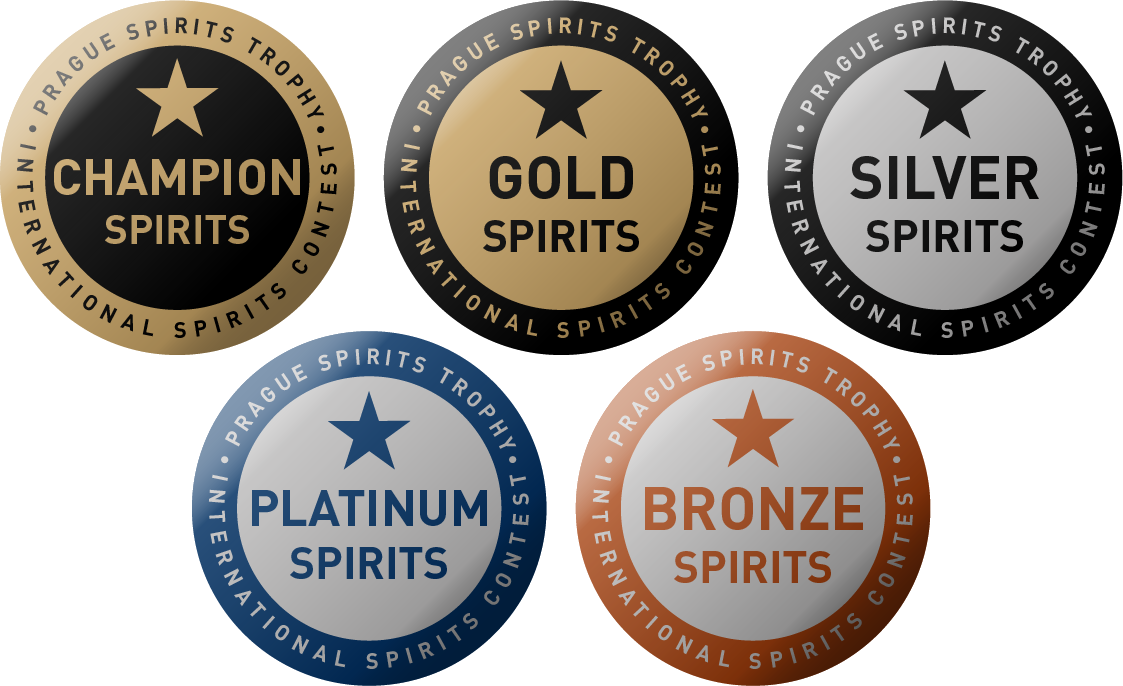 • PRAGUE SPIRITS TROPHY •
CHAMPION
SPIRITS
INTERNATIONAL SPIRITS CONTEST
• PRAGUE SPIRITS TROPHY •
GOLD
SPIRITS
INTERNATIONAL SPIRITS CONTEST
• PRAGUE SPIRITS TROPHY •
SILVER
SPIRITS
INTERNATIONAL SPIRITS CONTEST
• PRAGUE SPIRITS TROPHY •
PLATINUM
SPIRITS
INTERNATIONAL SPIRITS CONTEST
• PRAGUE SPIRITS TROPHY •
BRONZE
SPIRITS
INTERNATIONAL SPIRITS CONTEST